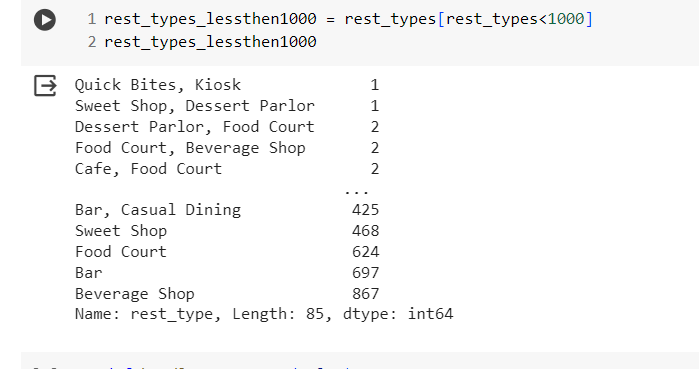 1 rest_types_lessthen1000 = rest_types[rest_types<1000]
2 rest_types_lessthen1000
Quick Bites, Kiosk 1
Sweet Shop, Dessert Parlor 1
Dessert Parlor, Food Court 2
Food Court, Beverage Shop 2
Cafe, Food Court 2
...
Bar, Casual Dining 425
Sweet Shop 468
Food Court 624
Bar 697
Beverage Shop 867
Name: rest_type, Length: 85, dtype: int64